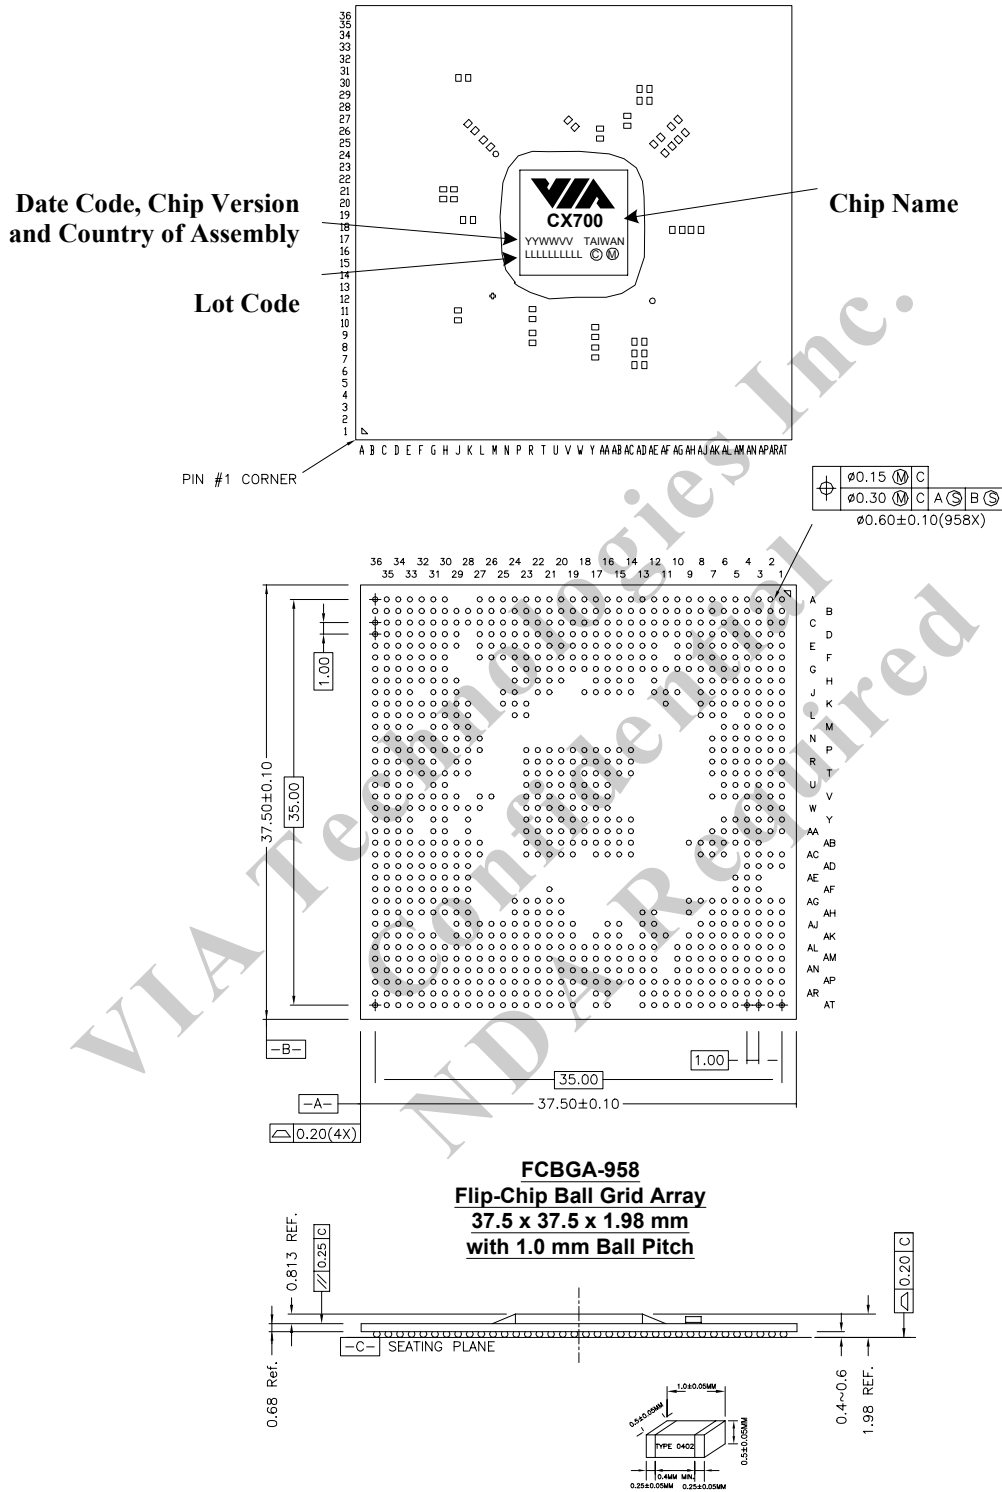 36
35
34
33
32
31
30
29
28
27
26
25
24
23
22
21
20
19
18
17
16
15
14
13
12
11
10
9
8
7
6
5
4
3
2
1
Date Code, Chip Version
and Country of Assembly
Lot Code
Chip Name
VIA
CX700
YYWWVV TAIWAN
LLLLLLLLLL C M
A B C D E F G H J K L M N P R T U V W Y AA AB AC AD AE AF AG AH AJ AK AL AM AN AP AR AT
PIN #1 CORNER
ø0.15 M C
ø0.30 M C A S B S
ø0.60±0.10(958X)
36 34 32 30 28 26 24 22 20 18 16 14 12 10 8 6 4 2
35 33 31 29 27 25 23 21 19 17 15 13 11 9 7 5 3 1
A
B
C
D
E
F
G
H
J
K
L
M
N
P
R
T
U
V
W
Y
AA
AB
AC
AD
AE
AF
AG
AH
AJ
AK
AL
AM
AN
AP
AR
AT
1.00
35.00
37.50±0.10
-B-
1.00
35.00
-A-
37.50±0.10
0.20(4X)
VIA Technologies Inc.
Confidential
NDA Required
FCBGA-958
Flip-Chip Ball Grid Array
37.5 x 37.5 x 1.98 mm
with 1.0 mm Ball Pitch
0.813 REF.
// 0.25 C
0.20 C
-C- SEATING PLANE
0.68 Ref.
0.4~0.6
1.98 REF.
1.0±0.05MM
0.5±0.05MM
TYPE 0402
0.5±0.05MM
0.4MM MIN.
0.25±0.05MM 0.25±0.05MM